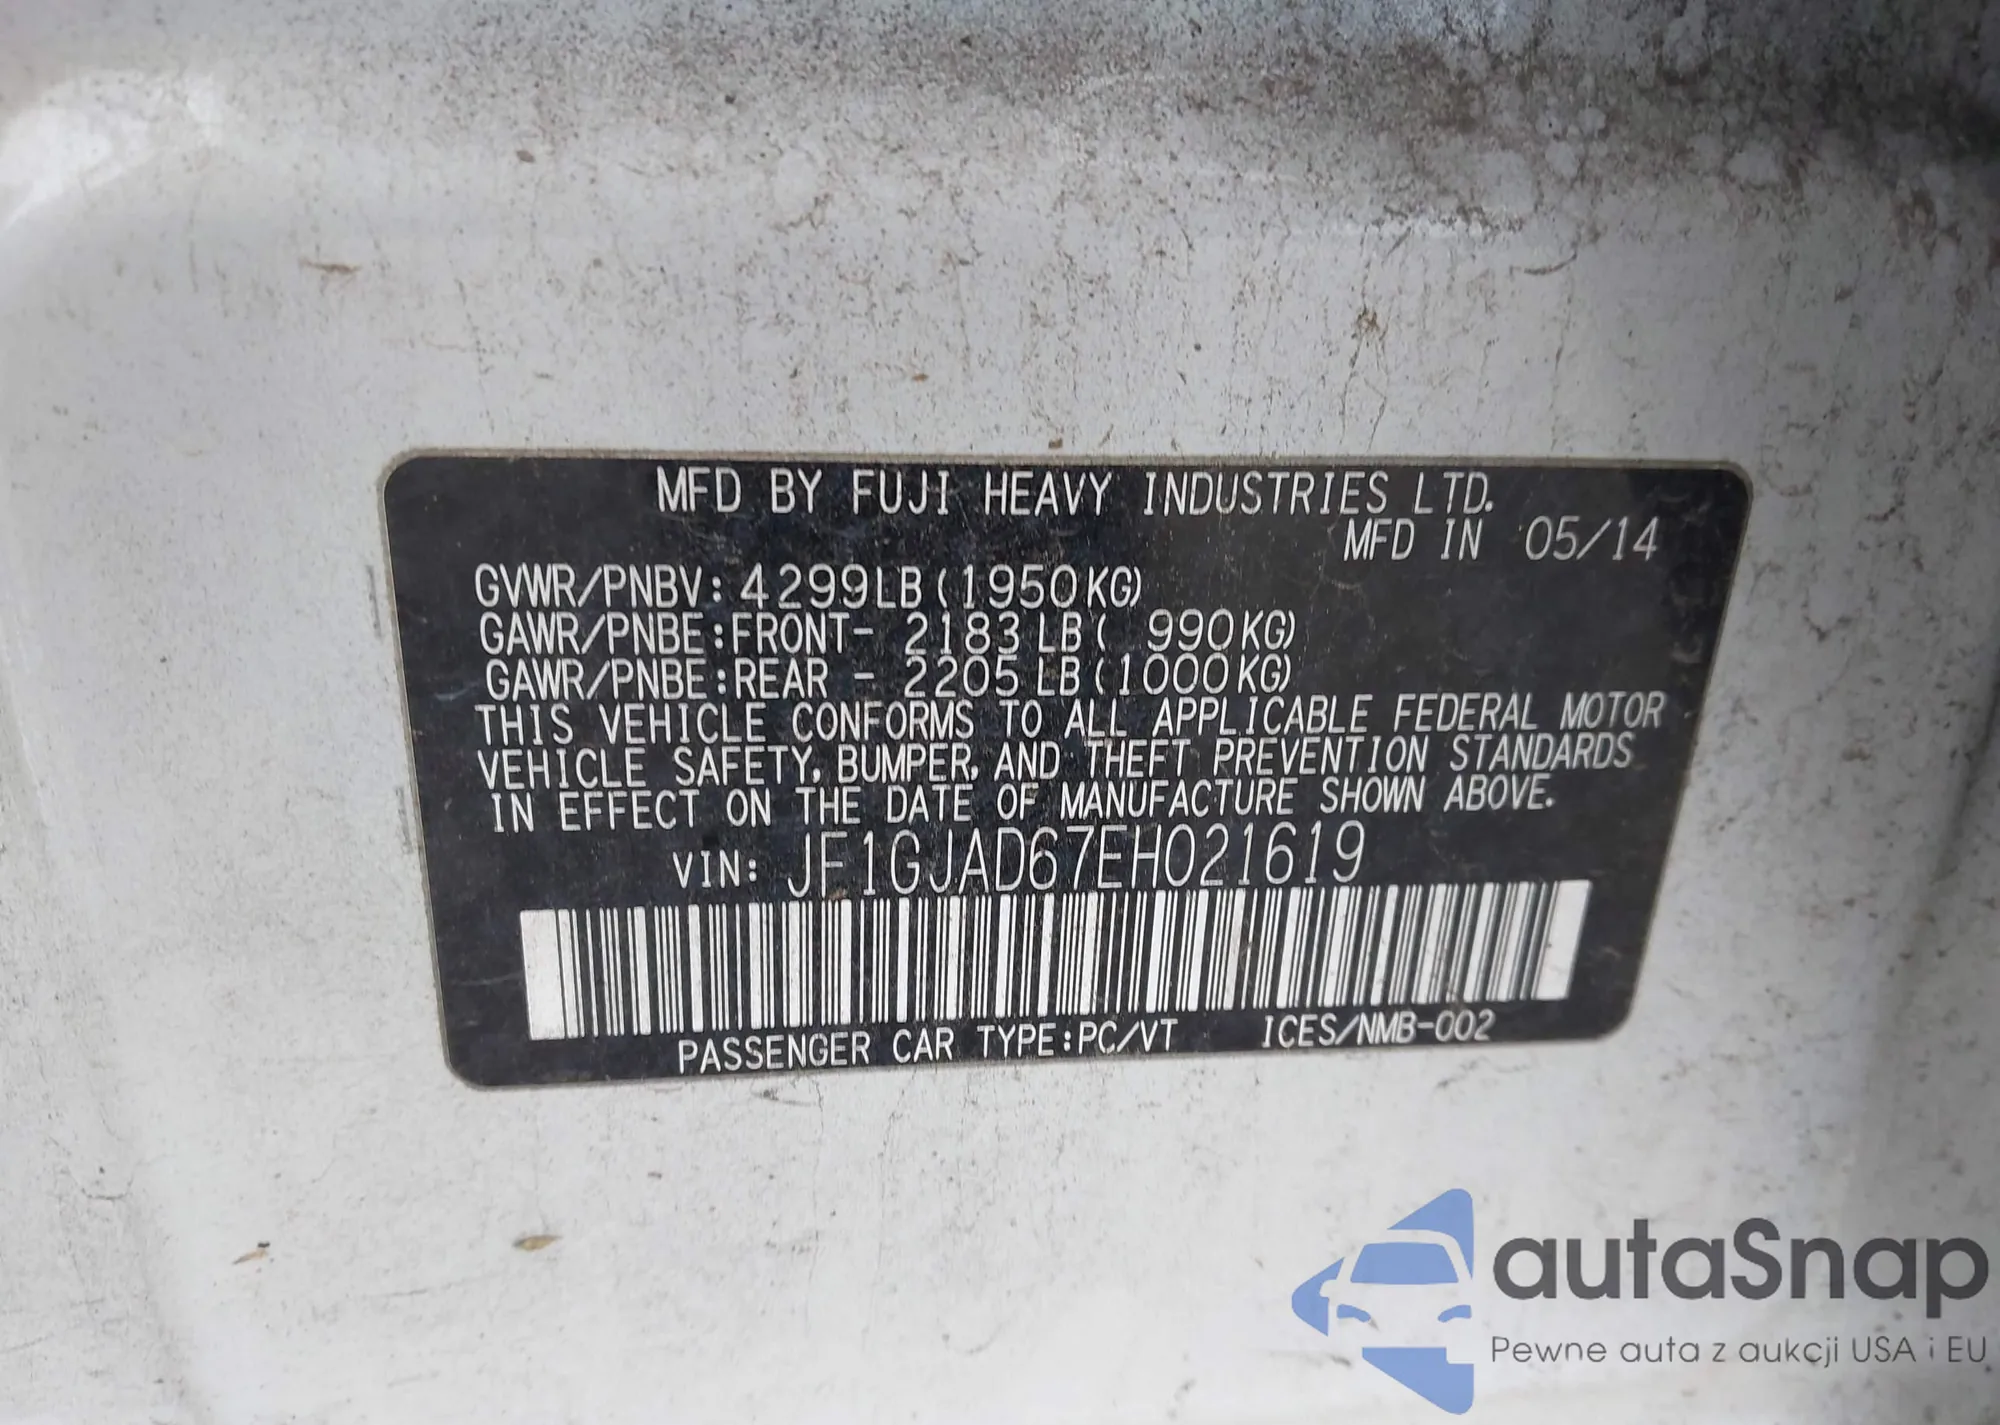 MFD BY FUJI HEAVY INDUSTRIES LTD.
MFD IN 05/14
GVWR/PNBV: 4299LB (1950KG)
GAWR/PNBE:FRONT- 2183 LB ( 990KG)
GAWR/PNBE:REAR - 2205 LB (1000KG)
THIS VEHICLE CONFORMS TO ALL APPLICABLE FEDERAL MOTOR
VEHICLE SAFETY, BUMPER, AND THEFT PREVENTION STANDARDS
IN EFFECT ON THE DATE OF MANUFACTURE SHOWN ABOVE.
VIN: JF1GJAD67EH021619
PASSENGER CAR TYPE:PC/VT ICES/NMB-002
autaSnap
Pewne auta z aukcji USA i EU